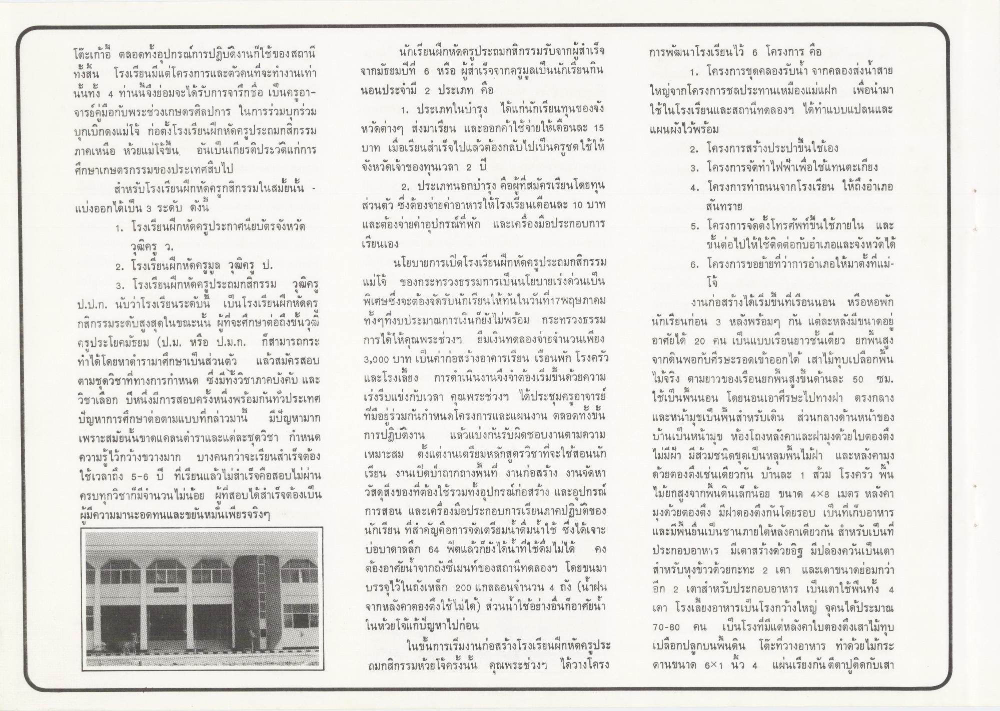 โต๊ะเก้าอี้ ตลอดทั้งอุปกรณ์การปฏิบัติงานก็ใช้ของสถานี
ทั้งสิ้น โรงเรียนมีแต่โครงการและตัวคนที่จะทำงานเท่า
นั้นทั้ง 4 ท่านนี้จึงย่อมจะได้รับการจารึกชื่อ เป็นครูอา-
จารย์คู่มือกับพระช่วงเกษตรศิลปการ ในการร่วมบุกร่วม
บุกเบิกดงแม่โจ้ ก่อตั้งโรงเรียนฝึกหัดครูประถมกสิกรรม
ภาคเหนือ ห้วยแม่โจ้ขึ้น อันเป็นเกียรติประวัติแก่การ
ศึกษาเกษตรกรรมของประเทศสืบไป
สำหรับโรงเรียนฝึกหัดครูกสิกรรมในสมัยนั้น -
แบ่งออกได้เป็น 3 ระดับ ดังนี้
1. โรงเรียนฝึกหัดครูประกาศนียบัตรจังหวัด
วุฒิครู ว.
2. โรงเรียนฝึกหัดครูมูล วุฒิครู ป.
3. โรงเรียนฝึกหัดครูประถมกสิกรรม วุฒิครู
ป.ป.ก. นับว่าโรงเรียนระดับนี้ เป็นโรงเรียนฝึกหัดครู
กสิกรรมระดับสูงสุดในขณะนั้น ผู้ที่จะศึกษาต่อถึงขั้นวุฒิ
ครูประโยคมัธยม (ป.ม. หรือ ป.ม.ก. ก็สามารถกระ
ทำได้โดยหาตำรามาศึกษาเป็นส่วนตัว แล้วสมัครสอบ
ตามชุดวิชาที่ทางการกำหนด ซึ่งมีทั้งวิชาภาคบังคับ และ
วิชาเลือก ปีหนึ่งมีการสอบครั้งหนึ่งพร้อมกันทั่วประเทศ
ปัญหาการศึกษาต่อตามแบบที่กล่าวมานี้ มีปัญหามาก
เพราะสมัยนั้นขาดแคลนตำราและแต่ละชุดวิชา กำหนด
ความรู้ไว้กว้างขวางมาก บางคนกว่าจะเรียนสำเร็จต้อง
ใช้เวลาถึง 5-6 ปี ที่เรียนแล้วไม่สำเร็จคือสอบไม่ผ่าน
ครบทุกวิชาก็มีจำนวนไม่น้อย ผู้ที่สอบได้สำเร็จต้องเป็น
ผู้มีความมานะอดทนและขยันหมั่นเพียรจริงๆ
นักเรียนฝึกหัดครูประถมกสิกรรมรับจากผู้สำเร็จ
จากมัธยมปีที่ 6 หรือ ผู้สำเร็จจากครูมูลเป็นนักเรียนกิน
นอนประจำมี 2 ประเภท คือ
1. ประเภทในบำรุง ได้แก่นักเรียนทุนของจัง
หวัดต่างๆ ส่งมาเรียน และออกค้าใช้จ่ายให้เดือนละ 15
บาท เมื่อเรียนสำเร็จไปแล้วต้องกลับไปเป็นครูชดใช้ให้
จังหวัดเจ้าของทุนเวลา 2 ปี
2. ประเภทนอกบำรุง คือผู้ที่สมัครเรียนโดยทุน
ส่วนตัว ซึ่งต้องจ่ายค่าอาหารให้โรงเรียนเดือนละ 10 บาท
และต้องจ่ายค่าอุปกรณ์ที่พัก และเครื่องมือประกอบการ
เรียนเอง
นโยบายการเปิดโรงเรียนฝึกหัดครูประถมกสิกรรม
แม่โจ้ ของกระทรวงธรรมการเป็นนโยบายเร่งด่วนเป็น
พิเศษซึ่งจะต้องจัดรับนักเรียนให้ทันในวันที่17พฤษภาคม
ทั้งๆที่งบประมาณการเงินก็ยังไม่พร้อม กระทรวงธรรม
การได้ให้คุณพระช่วงฯ ยืมเงินทดลองจ่ายจำนวนเพียง
3,000 บาท เป็นค่าก่อสร้างอาคารเรียน เรือนพัก โรงครัว
และโรงเลี้ยง การดำเนินงานจึงจำต้องเริ่มขึ้นด้วยความ
เร่งรีบแข่งกับเวลา คุณพระช่วงฯ ได้ประชุมครูอาจารย์
ที่มีอยู่ร่วมกันกำหนดโครงการและแผนงาน ตลอดทั้งขั้น
การปฏิบัติงาน แล้วแบ่งกันรับผิดชอบงานตามความ
เหมาะสม ตั้งแต่งานเตรียมหลักสูตรวิชาที่จะใช้สอนนัก
เรียน งานเปิดป่าถากถางพื้นที่ งานก่อสร้าง งานจัดหา
วัสดุสิ่งของที่ต้องใช้รวมทั้งอุปกรณ์ก่อสร้าง และอุปกรณ์
การสอน และเครื่องมือประกอบการเรียนภาคปฏิบัติของ
นักเรียน ที่สำคัญคือการจัดเตรียมน้ำดื่มน้ำใช้ ซึ่งได้เจาะ
บ่อบาดาลลึก 64 ฟิตแล้วก็ยังได้น้ำที่ใช้ดื่มไม่ได้ คง
ต้องอาศัยน้ำจากถังซีเมนท์ของสถานีทดลองฯ โดยขนมา
บรรจุไว้ในถังเหล็ก 200 แกลลอนจำนวน 4 ถัง (น้ำฝน
จากหลังคาตองตึงใช้ไม่ได้) ส่วนน้ำใช้อย่างอื่นก็อาศัยน้ำ
ในห้วยโจ้แก้ปัญหาไปก่อน
ในขั้นการเริ่มงานก่อสร้างโรงเรียนฝึกหัดครูประ
ถมกสิกรรมห้วยโจ้ครั้งนั้น คุณพระช่วงฯ ได้วางโครง
การพัฒนาโรงเรียนไว้ 6 โครงการ คือ
1. โครงการขุดคลองรับน้ำ จากคลองส่งน้ำสาย
ใหญ่จากโครงการชลประทานเหมืองแม่แฝก เพื่อนำมา
ใช้ในโรงเรียนและสถานีทดลองฯ ได้ทำแบบแปลนและ
แผนผังไว้พร้อม
2. โครงการสร้างประปาขึ้นใช้เอง
3. โครงการจัดทำไฟฟ้าเพื่อใช้แทนตะเกียง
4. โครงการทำถนนจากโรงเรียน ให้ถึงอำเภอ
สันทราย
5. โครงการจัดตั้งโทรศัพท์ขึ้นใช้ภายใน และ
ขั้นต่อไปให้ใช้ติดต่อกับอำเภอและจังหวัดได้
6. โครงการขอย้ายที่ว่าการอำเภอให้มาตั้งที่แม่-
โจ้
งานก่อสร้างได้เริ่มขึ้นที่เรือนนอน หรือหอพัก
นักเรียนก่อน 3 หลังพร้อมๆ กัน แต่ละหลังมีขนาดอยู่
อาศัยได้ 20 คน เป็นแบบเรือนยาวชั้นเดียว ยกพื้นสูง
จากดินพอกับศีรษะรอดเข้าออกได้ เสาไม้ทุบเปลือกพื้น
ไม้จริง ตามยาวของเรือนยกพื้นสูงขึ้นด้านละ 50 ซม.
ใช้เป็นพื้นนอน โดยนอนเอาศีรษะไปทางฝา ตรงกลาง
และหน้ามุขเป็นพื้นสำหรับเดิน ส่วนกลางด้านหน้าของ
บ้านเป็นหน้ามุข ห้องโถงหลังคาและฝามุงด้วยใบตองตึง
ไม่มีฝ้า มีส้วมชนิดขุดเป็นหลุมพื้นไม้ฝา และหลังคามุง
ด้วยตองตึงเช่นเดียวกัน บ้านละ 1 ส้วม โรงครัว พื้น
ไม้ยกสูงจากพื้นดินเล็กน้อย ขนาด 4×8 เมตร หลังคา
มุงด้วยตองตึง มีฝาตองตึงกันโดยรอบ เป็นที่เก็บอาหาร
และมีพื้นยื่นเป็นชานภายใต้หลังคาเดียวกัน สำหรับเป็นที่
ประกอบอาหาร มีเตาสร้างด้วยอิฐ มีปล่องควันเป็นเตา
สำหรับหุงข้าวด้วยกะทะ 2 เตา และเตาขนาดย่อมกว่า
อีก 2 เตาสำหรับประกอบอาหาร เป็นเตาใช้ฟืนทั้ง 4
เตา โรงเลี้ยงอาหารเป็นโรงกว้างใหญ่ จุคนได้ประมาณ
70-80 คน เป็นโรงที่มีแต่หลังคาใบตองตึงเสาไม้ทุบ
เปลือกปลูกบนพื้นดิน โต๊ะที่วางอาหาร ทำด้วยไม้กระ
ดานขนาด 6×1 นิ้ว 4 แผ่นเรียงกัน ตีตาปูติดกับเสา